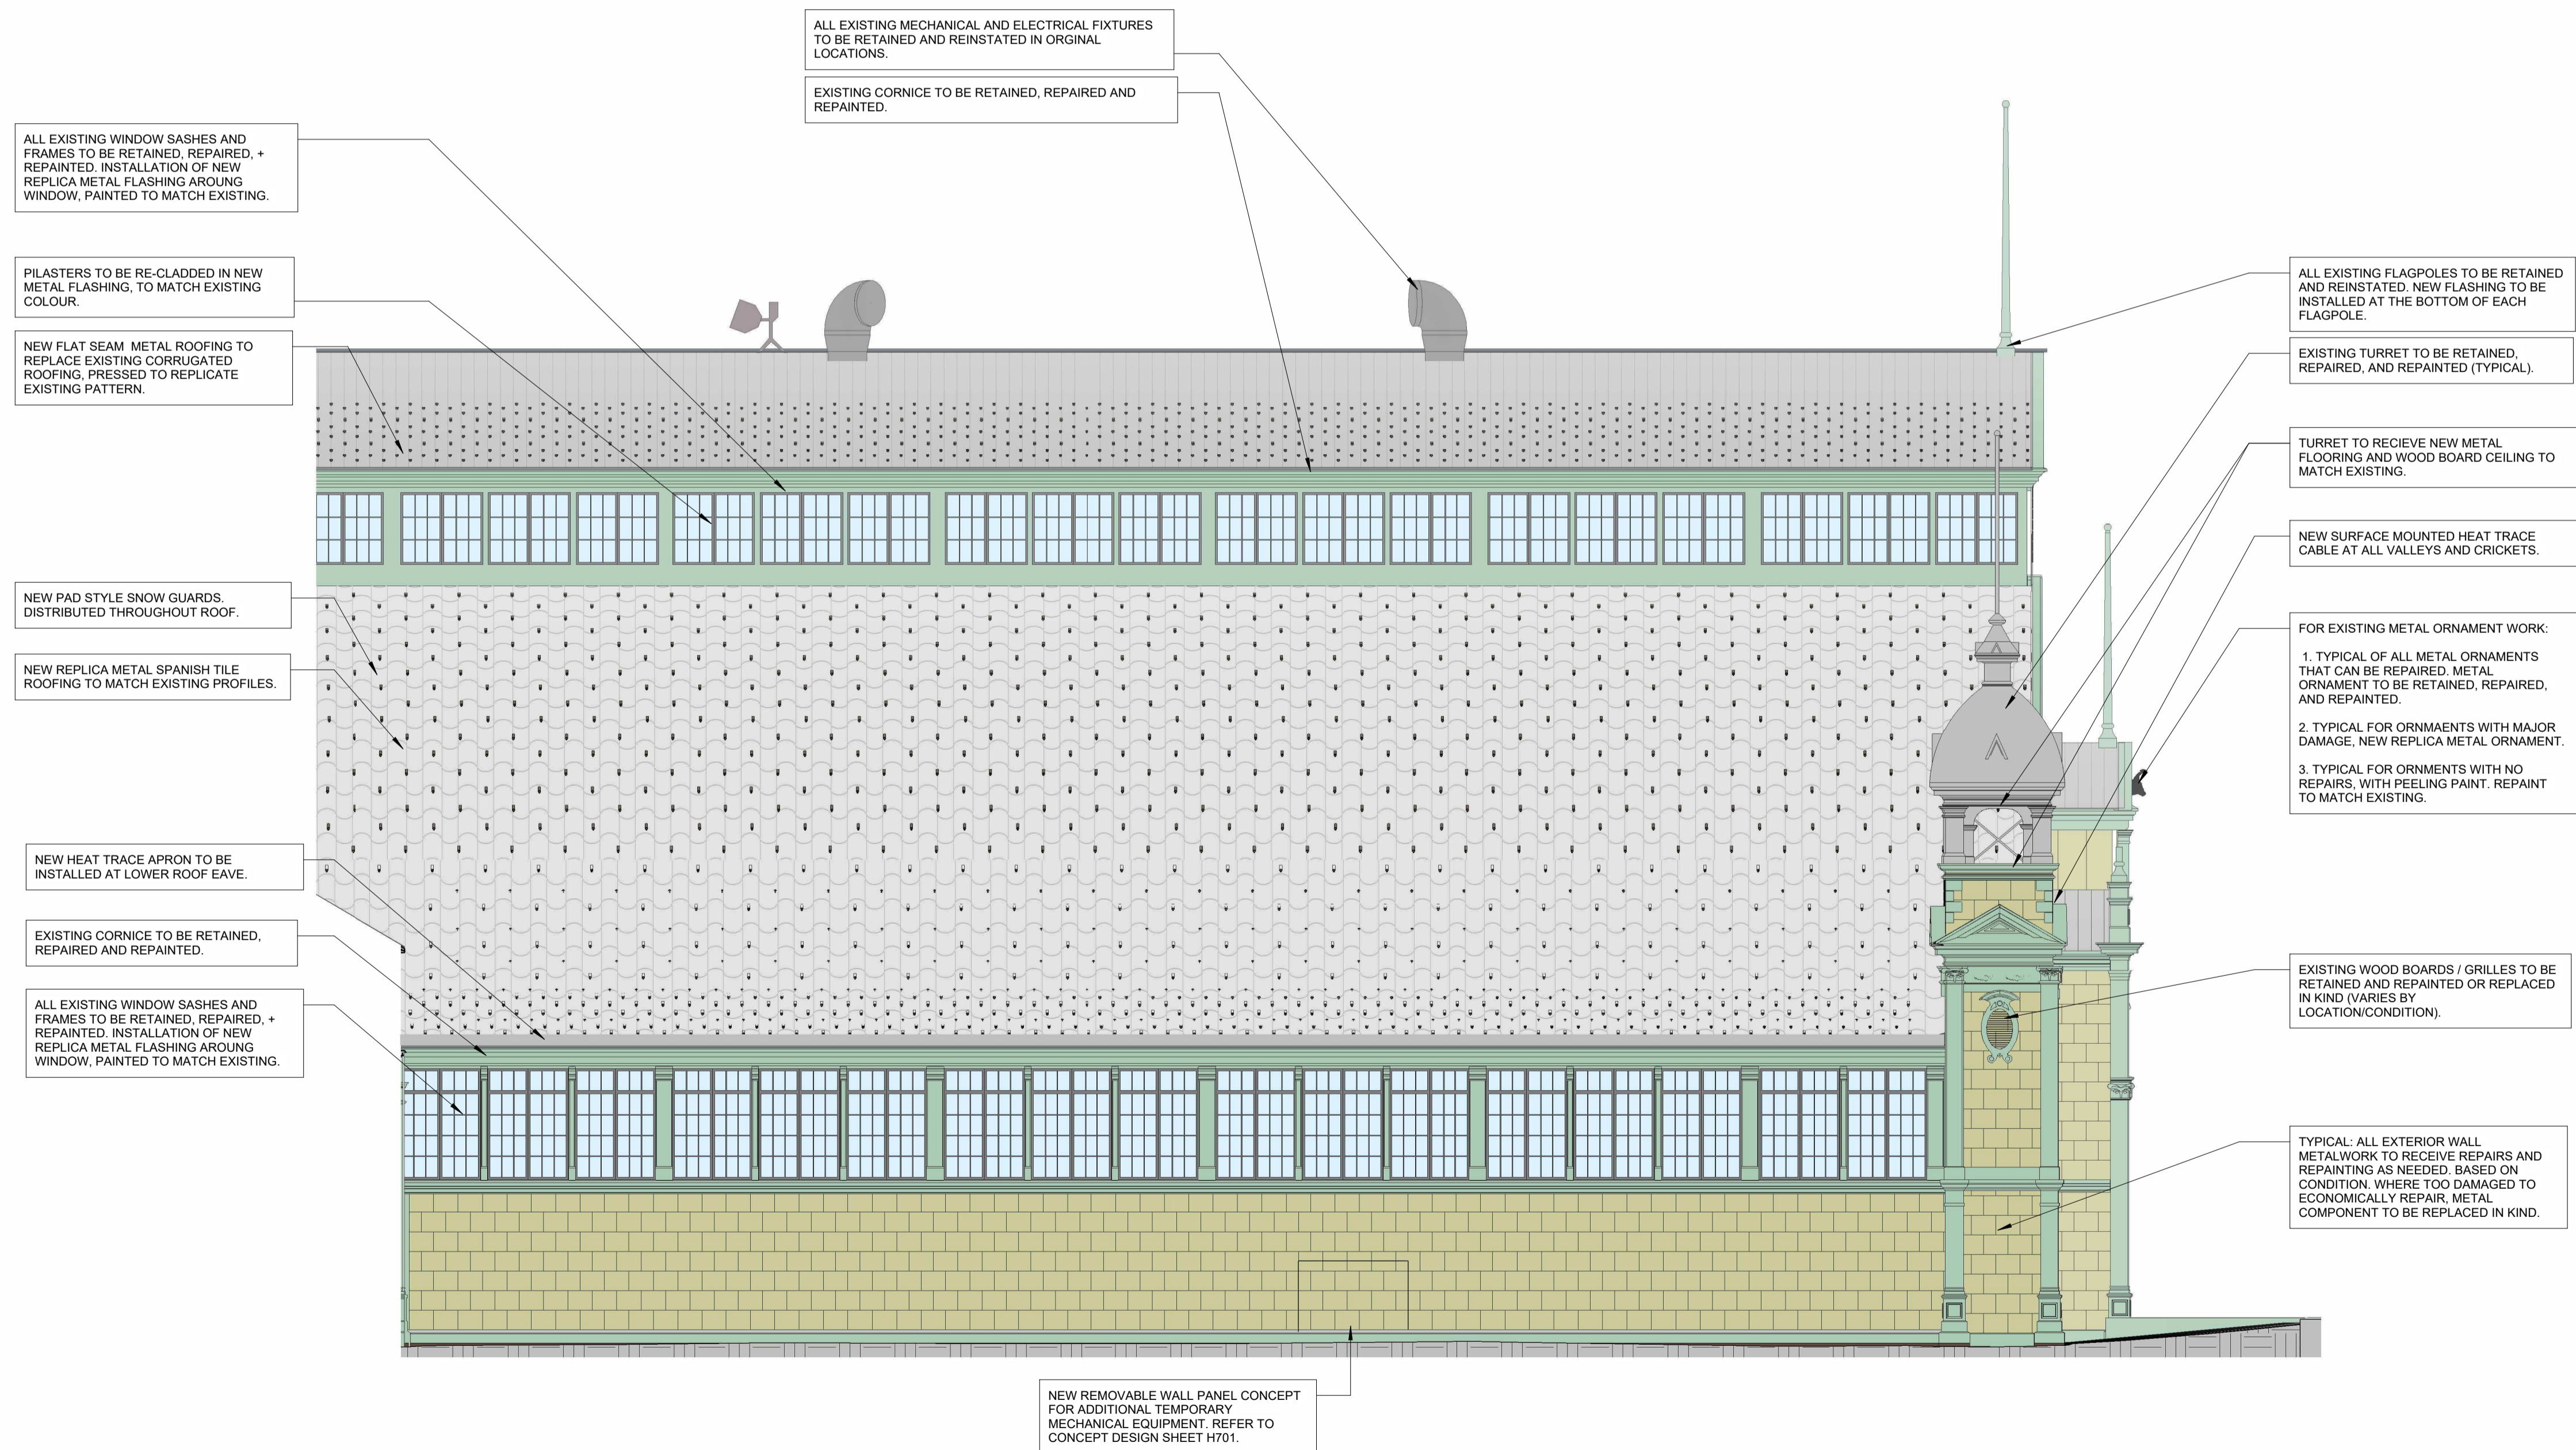 ALL EXISTING MECHANICAL AND ELECTRICAL FIXTURES
TO BE RETAINED AND REINSTATED IN ORGINAL
LOCATIONS.
EXISTING CORNICE TO BE RETAINED, REPAIRED AND
REPAINTED.
ALL EXISTING WINDOW SASHES AND
FRAMES TO BE RETAINED, REPAIRED, +
REPAINTED. INSTALLATION OF NEW
REPLICA METAL FLASHING AROUNG
WINDOW, PAINTED TO MATCH EXISTING.
PILASTERS TO BE RE-CLADDED IN NEW
METAL FLASHING, TO MATCH EXISTING
COLOUR.
NEW FLAT SEAM METAL ROOFING TO
REPLACE EXISTING CORRUGATED
ROOFING, PRESSED TO REPLICATE
EXISTING PATTERN.
NEW PAD STYLE SNOW GUARDS.
DISTRIBUTED THROUGHOUT ROOF.
NEW REPLICA METAL SPANISH TILE
ROOFING TO MATCH EXISTING PROFILES.
NEW HEAT TRACE APRON TO BE
INSTALLED AT LOWER ROOF EAVE.
EXISTING CORNICE TO BE RETAINED,
REPAIRED AND REPAINTED.
ALL EXISTING WINDOW SASHES AND
FRAMES TO BE RETAINED, REPAIRED, +
REPAINTED. INSTALLATION OF NEW
REPLICA METAL FLASHING AROUNG
WINDOW, PAINTED TO MATCH EXISTING.
ALL EXISTING FLAGPOLES TO BE RETAINED
AND REINSTATED. NEW FLASHING TO BE
INSTALLED AT THE BOTTOM OF EACH
FLAGPOLE.
EXISTING TURRET TO BE RETAINED,
REPAIRED, AND REPAINTED (TYPICAL).
TURRET TO RECIEVE NEW METAL
FLOORING AND WOOD BOARD CEILING TO
MATCH EXISTING.
NEW SURFACE MOUNTED HEAT TRACE
CABLE AT ALL VALLEYS AND CRICKETS.
FOR EXISTING METAL ORNAMENT WORK:
1. TYPICAL OF ALL METAL ORNAMENTS
THAT CAN BE REPAIRED. METAL
ORNAMENT TO BE RETAINED, REPAIRED,
AND REPAINTED.
2. TYPICAL FOR ORNMAENTS WITH MAJOR
DAMAGE, NEW REPLICA METAL ORNAMENT.
3. TYPICAL FOR ORNMENTS WITH NO
REPAIRS, WITH PEELING PAINT. REPAINT
TO MATCH EXISTING.
EXISTING WOOD BOARDS / GRILLES TO BE
RETAINED AND REPAINTED OR REPLACED
IN KIND (VARIES BY
LOCATION/CONDITION).
TYPICAL: ALL EXTERIOR WALL
METALWORK TO RECEIVE REPAIRS AND
REPAINTING AS NEEDED. BASED ON
CONDITION. WHERE TOO DAMAGED TO
ECONOMICALLY REPAIR, METAL
COMPONENT TO BE REPLACED IN KIND.
NEW REMOVABLE WALL PANEL CONCEPT
FOR ADDITIONAL TEMPORARY
MECHANICAL EQUIPMENT. REFER TO
CONCEPT DESIGN SHEET H701.